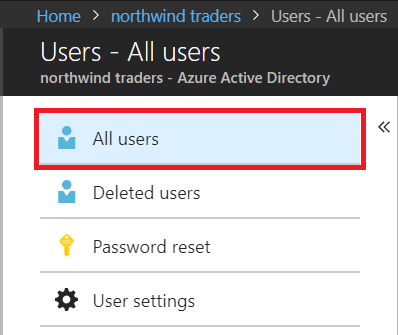 Home > northwind traders > Users - All users
Users - All users
northwind traders - Azure Active Directory
All users
Deleted users
Password reset
User settings